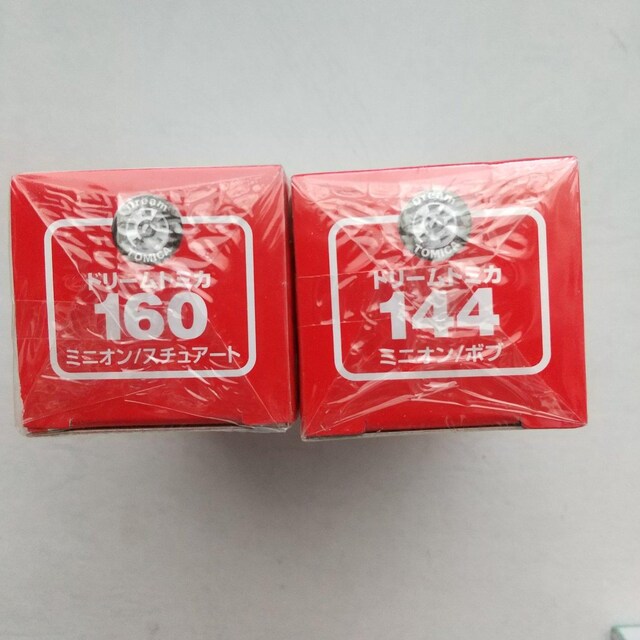 dream
TOMICA
ドリームトミカ
160
ミニオン/スチュアート
dream
TOMICA
ドリームトミカ
144
ミニオン/ボブ